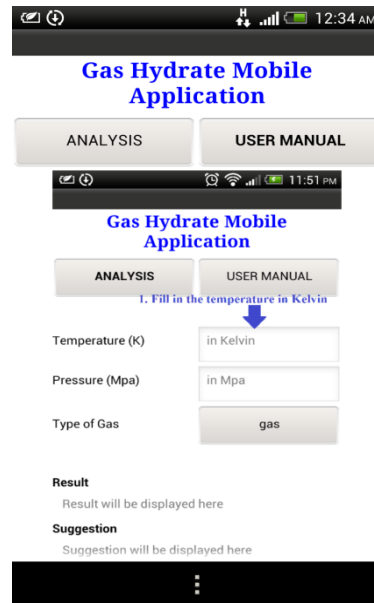 H 12:34 AM
Gas Hydrate Mobile
Application
ANALYSIS USER MANUAL
11:51 PM
Gas Hydrate Mobile
Application
ANALYSIS USER MANUAL
1. Fill in the temperature in Kelvin
Temperature (K) in Kelvin
Pressure (Mpa) in Mpa
Type of Gas gas
Result
Result will be displayed here
Suggestion
Suggestion will be displayed here